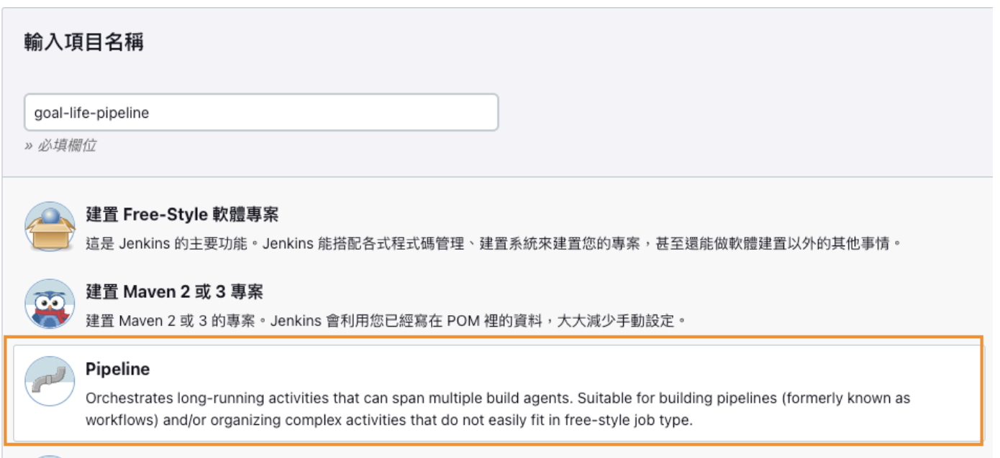 輸入項目名稱
goal-life-pipeline
» 必填欄位
建置 Free-Style 軟體專案
這是 Jenkins 的主要功能。Jenkins 能搭配各式程式碼管理、建置系統來建置您的專案，甚至還能做軟體建置以外的其他事情。
建置 Maven 2 或 3 專案
建置 Maven 2 或 3 的專案。Jenkins 會利用您已經寫在 POM 裡的資料，大大減少手動設定。
Pipeline
Orchestrates long-running activities that can span multiple build agents. Suitable for building pipelines (formerly known as
workflows) and/or organizing complex activities that do not easily fit in free-style job type.